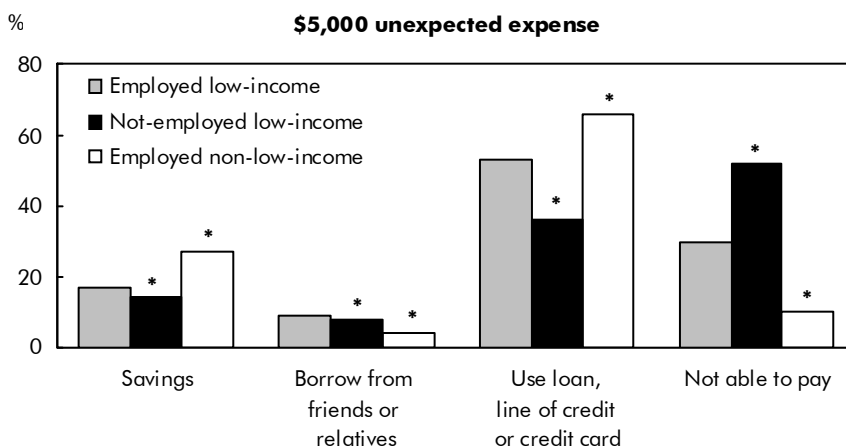 %
$5,000 unexpected expense
80
60
40
20
0
Employed low-income
Not-employed low-income
Employed non-low-income
*
*
*
*
*
*
*
*
Savings
Borrow from
friends or
relatives
Use loan,
line of credit
or credit card
Not able to pay